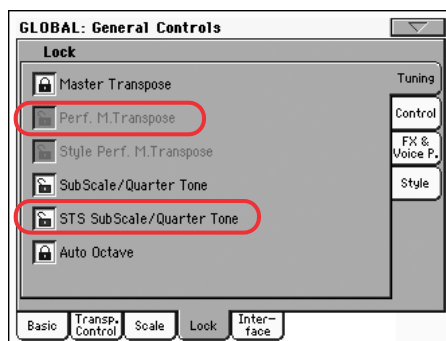 GLOBAL: General Controls
Lock
Master Transpose
Perf. M.Transpose
Style Perf. M.Transpose
SubScale/Quarter Tone
STS SubScale/Quarter Tone
Auto Octave
Tuning
Control
FX &
Voice P.
Style
Basic
Transp.
Control
Scale
Lock
Inter-
face